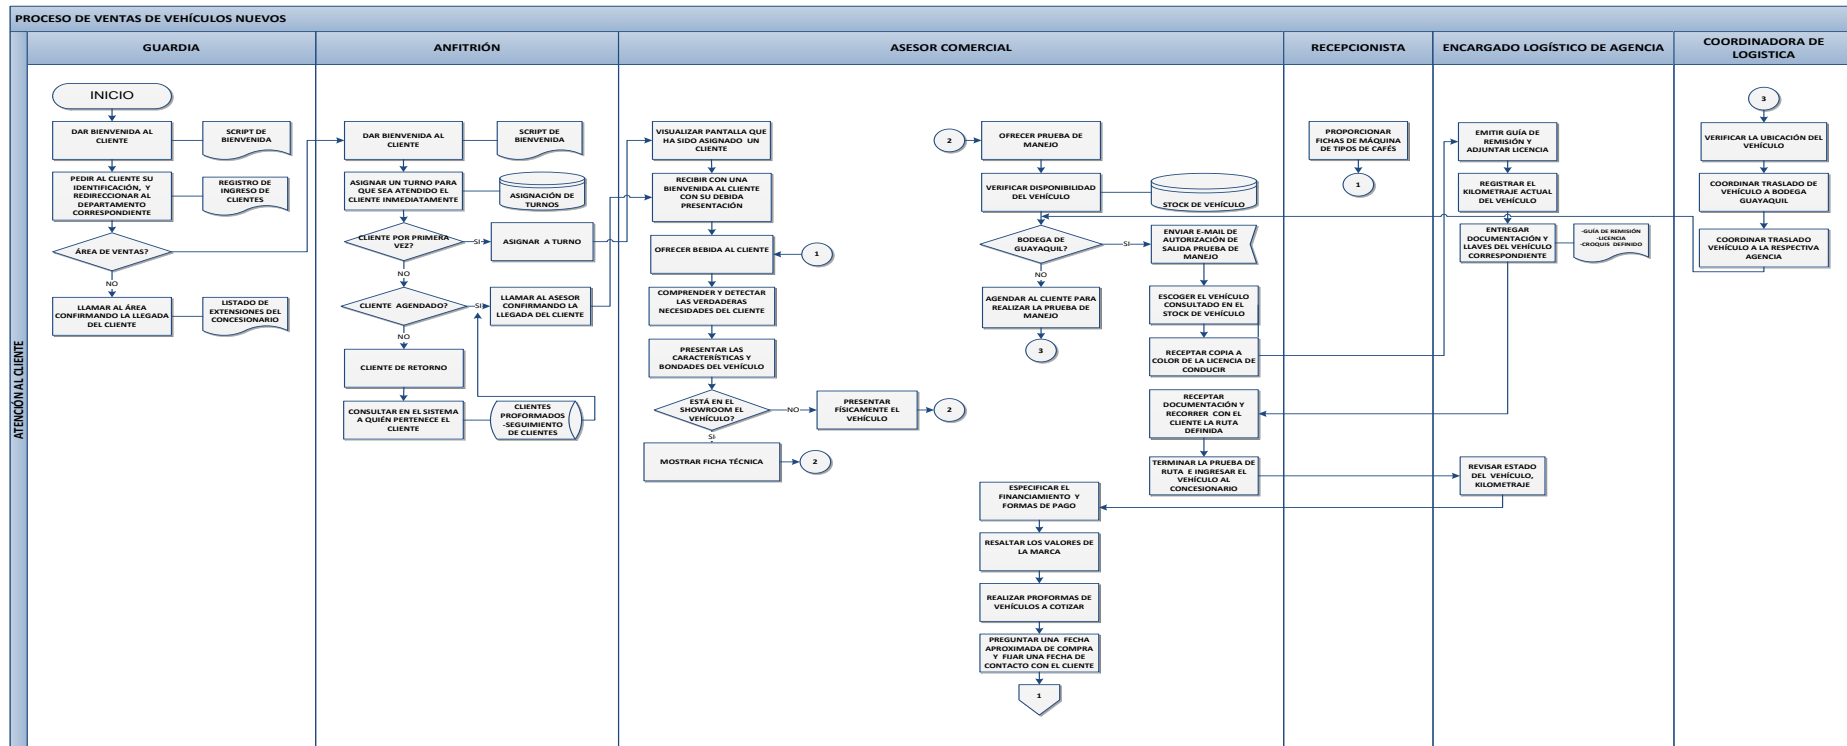 PROCESO DE VENTAS DE VEHÍCULOS NUEVOS
ATENCIÓN AL CLIENTE
GUARDIA
INICIO
DAR BIENVENIDA AL
CLIENTE
SCRIPT DE
BIENVENIDA
PEDIR AL CLIENTE SU
IDENTIFICACIÓN, Y
REDIRECCIONAR AL
DEPARTAMENTO
CORRESPONDIENTE
REGISTRO DE
INGRESO DE
CLIENTES
ÁREA DE VENTAS?
NO
LLAMAR AL ÁREA
CONFIRMANDO LA LLEGADA
DEL CLIENTE
LISTADO DE
EXTENSIONES DEL
CONCESIONARIO
ANFITRIÓN
DAR BIENVENIDA AL
CLIENTE
SCRIPT DE
BIENVENIDA
ASIGNAR UN TURNO PARA
QUE SEA ATENDIDO EL
CLIENTE INMEDIATAMENTE
ASIGNACIÓN DE
TURNOS
CLIENTE POR PRIMERA
VEZ?
SI
ASIGNAR A TURNO
NO
CLIENTE AGENDADO?
SI
LLAMAR AL ASESOR
CONFIRMANDO LA
LLEGADA DEL CLIENTE
NO
CLIENTE DE RETORNO
CONSULTAR EN EL SISTEMA
A QUIÉN PERTENECE EL
CLIENTE
CLIENTES
PROFORMADOS
-SEGUIMIENTO
DE CLIENTES
ASESOR COMERCIAL
VISUALIZAR PANTALLA QUE
HA SIDO ASIGNADO UN
CLIENTE
RECIBIR CON UNA
BIENVENIDA AL CLIENTE
CON SU DEBIDA
PRESENTACIÓN
OFRECER BEBIDA AL CLIENTE
1
COMPRENDER Y DETECTAR
LAS VERDADERAS
NECESIDADES DEL CLIENTE
PRESENTAR LAS
CARACTERÍSTICAS Y
BONDADES DEL VEHÍCULO
ESTÁ EN EL
SHOWROOM EL
VEHÍCULO?
NO
PRESENTAR
FÍSICAMENTE EL
VEHÍCULO
2
SI
MOSTRAR FICHA TÉCNICA
2
2
OFRECER PRUEBA DE
MANEJO
VERIFICAR DISPONIBILIDAD
DEL VEHÍCULO
STOCK DE VEHÍCULO
BODEGA DE
GUAYAQUIL?
SI
ENVIAR E-MAIL DE
AUTORIZACIÓN DE
SALIDA PRUEBA DE
MANEJO
NO
AGENDAR AL CLIENTE PARA
REALIZAR LA PRUEBA DE
MANEJO
3
ESCOGER EL VEHÍCULO
CONSULTADO EN EL
STOCK DE VEHÍCULO
RECEPTAR COPIA A
COLOR DE LA LICENCIA DE
CONDUCIR
RECEPTAR
DOCUMENTACIÓN Y
RECORRER CON EL
CLIENTE LA RUTA
DEFINIDA
TERMINAR LA PRUEBA DE
RUTA E INGRESAR EL
VEHÍCULO AL
CONCESIONARIO
ESPECIFICAR EL
FINANCIAMIENTO Y
FORMAS DE PAGO
RESALTAR LOS VALORES DE
LA MARCA
REALIZAR PROFORMAS DE
VEHÍCULOS A COTIZAR
PREGUNTAR UNA FECHA
APROXIMADA DE COMPRA
Y FIJAR UNA FECHA DE
CONTACTO CON EL CLIENTE
1
RECEPCIONISTA
PROPORCIONAR
FICHAS DE MÁQUINA
DE TIPOS DE CAFÉS
1
ENCARGADO LOGÍSTICO DE AGENCIA
EMITIR GUÍA DE
REMISIÓN Y
ADJUNTAR LICENCIA
REGISTRAR EL
KILOMETRAJE ACTUAL
DEL VEHÍCULO
ENTREGAR
DOCUMENTACIÓN Y
LLAVES DEL VEHÍCULO
CORRESPONDIENTE
-GUÍA DE REMISIÓN
-LICENCIA
-CROQUIS DEFINIDO
REVISAR ESTADO
DEL VEHÍCULO,
KILOMETRAJE
COORDINADORA DE
LOGISTICA
3
VERIFICAR LA UBICACIÓN DEL
VEHÍCULO
COORDINAR TRASLADO DE
VEHÍCULO A BODEGA
GUAYAQUIL
COORDINAR TRASLADO
VEHÍCULO A LA RESPECTIVA
AGENCIA